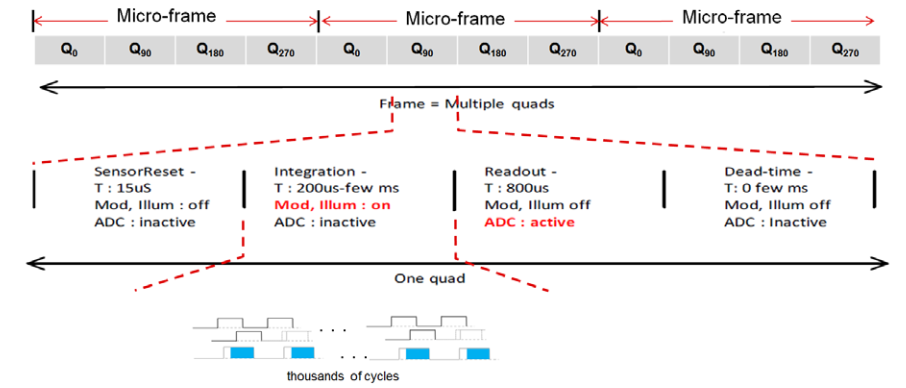 Micro-frame Micro-frame Micro-frame
Q0 Q90 Q180 Q270 Q0 Q90 Q180 Q270 Q0 Q90 Q180 Q270
Frame = Multiple quads
SensorReset -
T : 15uS
Mod, Illum : off
ADC : inactive
Integration -
T : 200us-few ms
Mod, Illum : on
ADC : Inactive
Readout -
T : 800us
Mod, Illum off
ADC : active
Dead-time -
T: 0 few ms
Mod, Illum off
ADC : Inactive
One quad
. . .
. . .
thousands of cycles